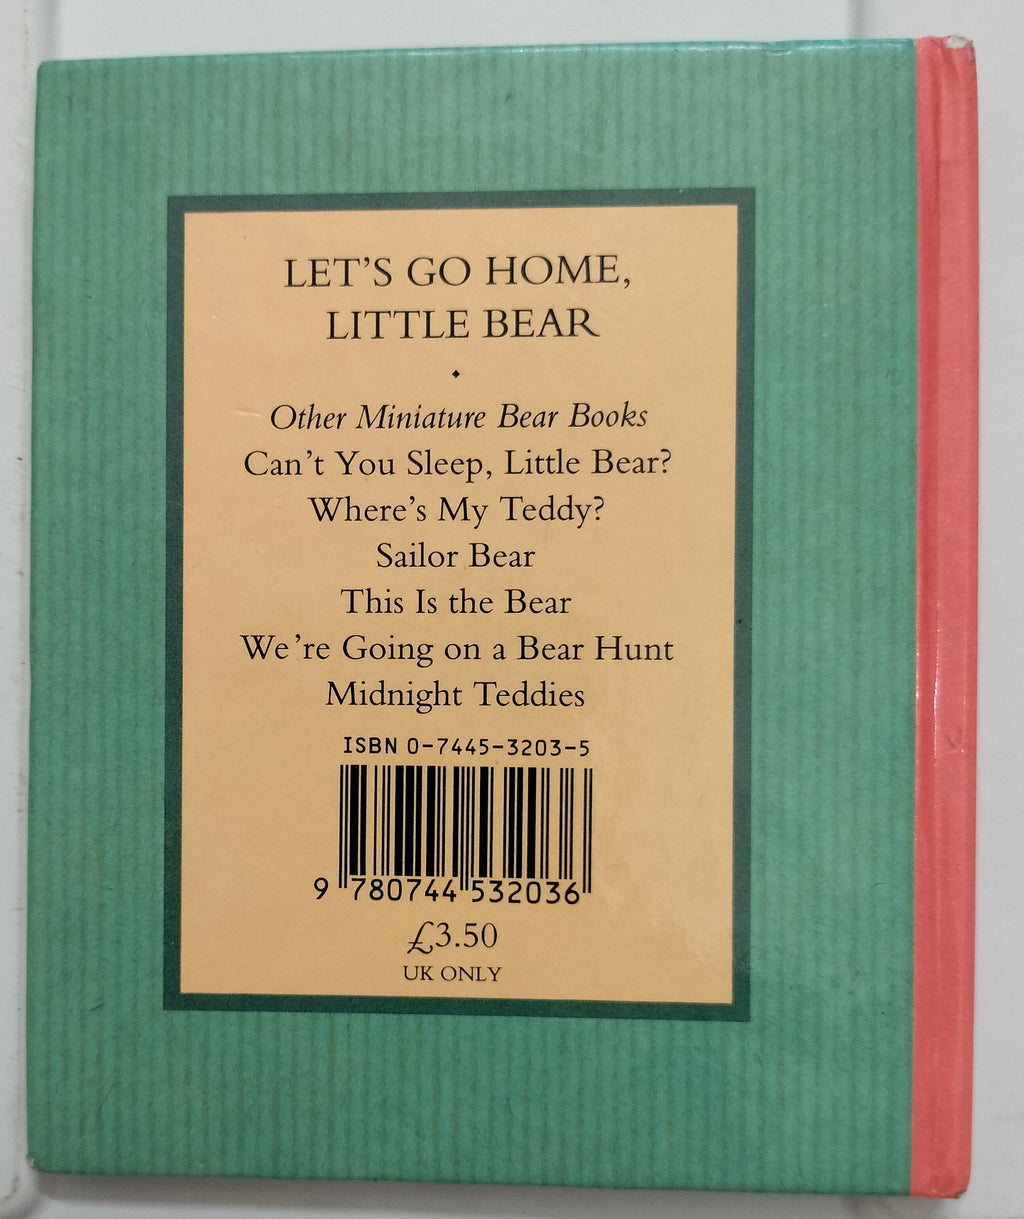 LET'S GO HOME,
LITTLE BEAR
Other Miniature Bear Books
Can't You Sleep, Little Bear?
Where's My Teddy?
Sailor Bear
This Is the Bear
We're Going on a Bear Hunt
Midnight Teddies
ISBN 0-7445-3203-5
9 780744 532036
£3.50
UK ONLY